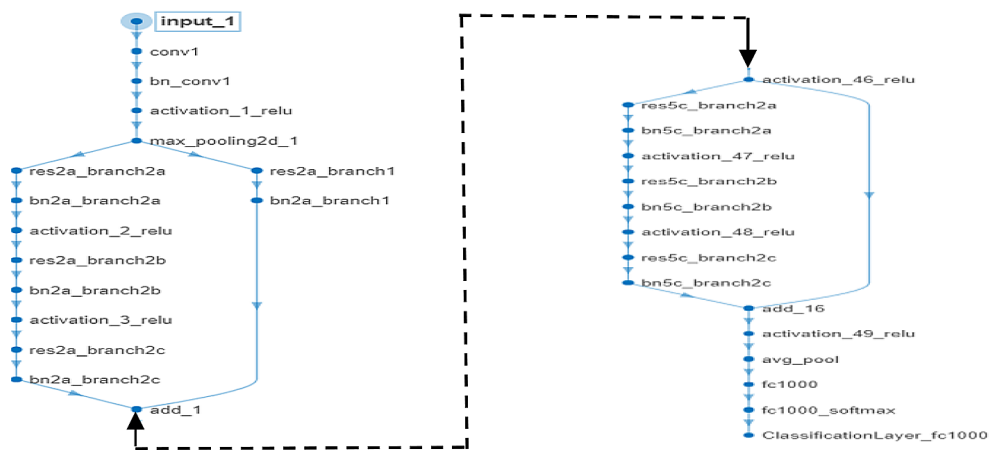 input_1
conv1
bn_conv1
activation_1_relu
max_pooling2d_1
res2a_branch2a
res2a_branch1
bn2a_branch2a
bn2a_branch1
activation_2_relu
res2a_branch2b
bn2a_branch2b
activation_3_relu
res2a_branch2c
bn2a_branch2c
add_1
activation_46_relu
res5c_branch2a
bn5c_branch2a
activation_47_relu
res5c_branch2b
bn5c_branch2b
activation_48_relu
res5c_branch2c
bn5c_branch2c
add_16
activation_49_relu
avg_pool
fc1000
fc1000_softmax
ClassificationLayer_fc1000